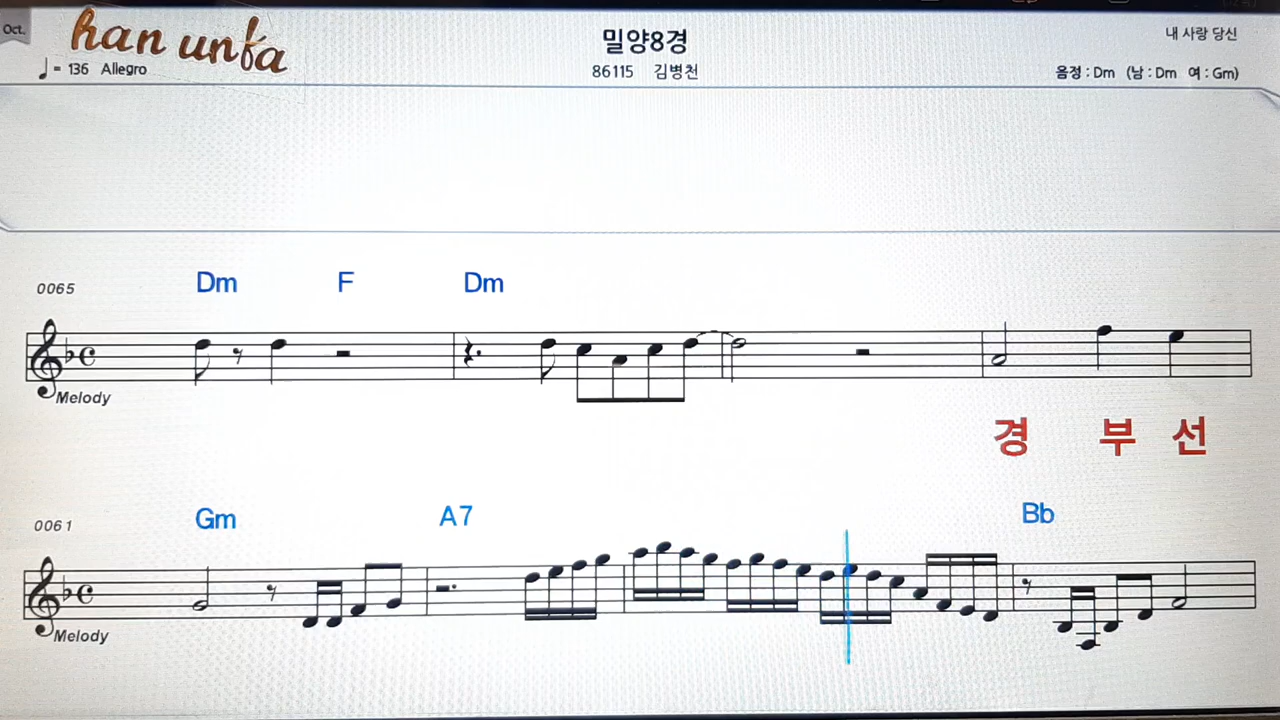 Oct.
han unfa
밀양8경
내 사랑 당신
♩ = 136 Allegro
86115 김병천
음정 : Dm (남 : Dm 여 : Gm)
0065 Dm F Dm
Melody
경 부 선
0061 Gm A7 Bb
Melody